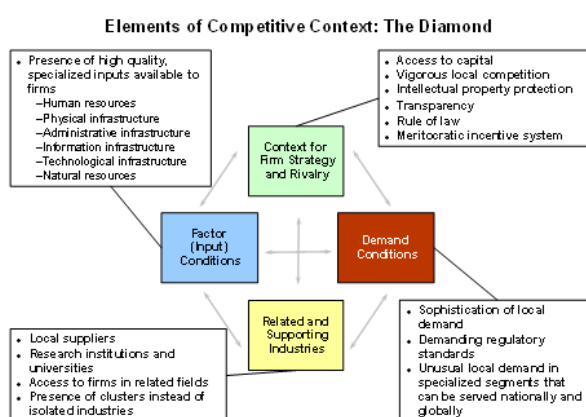 Elements of Competitive Context: The Diamond
• Presence of high quality,
specialized inputs available to
firms
–Human resources
–Physical infrastructure
–Administrative infrastructure
–Information infrastructure
–Technological infrastructure
–Natural resources
• Access to capital
• Vigorous local competition
• Intellectual property protection
• Transparency
• Rule of law
• Meritocratic incentive system
Context for
Firm Strategy
and Rivalry
Factor
(Input)
Conditions
Demand
Conditions
Related and
Supporting
Industries
• Local suppliers
• Research institutions and
universities
• Access to firms in related fields
• Presence of clusters instead of
isolated industries
• Sophistication of local
demand
• Demanding regulatory
standards
• Unusual local demand in
specialized segments that
can be served nationally and
globally